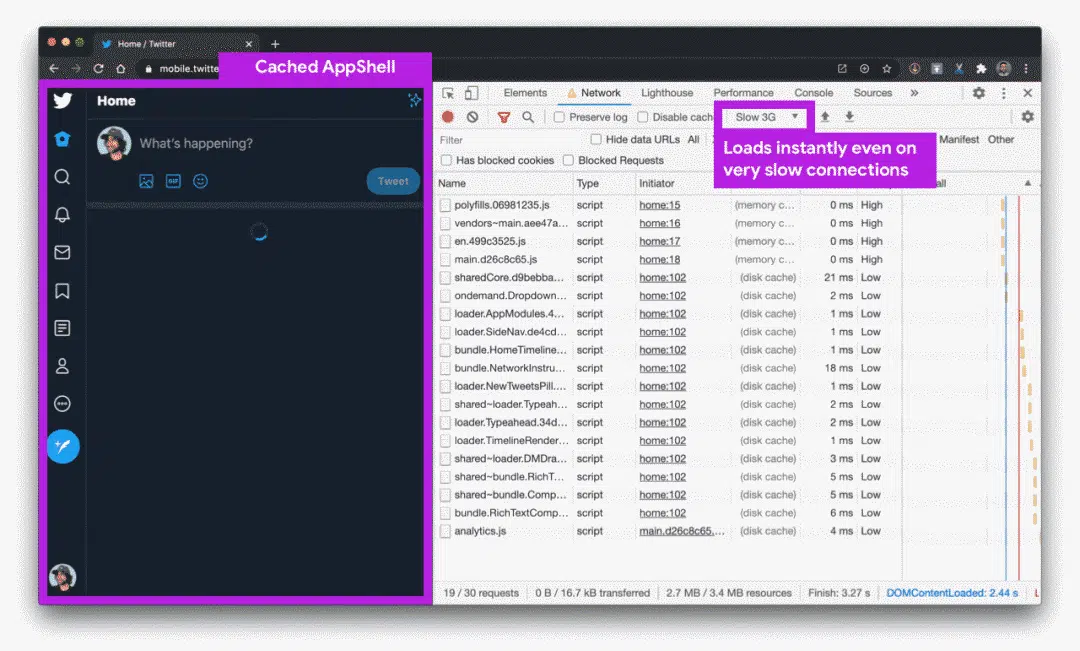 Home / Twitter
mobile.twitte
Cached AppShell
Home
What's happening?
GIF
Tweet
Elements Network Lighthouse Performance Console Sources »
Preserve log Disable cach Slow 3G
Filter Hide data URLs All Manifest Other
Loads instantly even on
very slow connections
Has blocked cookies Blocked Requests
Name Type Initiator all
polyfills.06981235.js script home:15 (memory c... 0 ms High
vendors~main.aee47a... script home:16 (memory c... 0 ms High
en.499c3525.js script home:17 (memory c... 0 ms High
main.d26c8c65.js script home:18 (memory c... 0 ms High
sharedCore.d9bebba... script home:102 (disk cache) 21 ms Low
ondemand.Dropdown... script home:102 (disk cache) 2 ms Low
loader.AppModules.4... script home:102 (disk cache) 1 ms Low
loader.SideNav.de4cd... script home:102 (disk cache) 1 ms Low
bundle.HomeTimeline... script home:102 (disk cache) 1 ms Low
bundle.NetworkInstru... script home:102 (disk cache) 18 ms Low
loader.NewTweetsPill.... script home:102 (disk cache) 1 ms Low
shared~loader.Typeah... script home:102 (disk cache) 2 ms Low
loader.Typeahead.34d... script home:102 (disk cache) 2 ms Low
loader.TimelineRender... script home:102 (disk cache) 1 ms Low
shared~loader.DMDra... script home:102 (disk cache) 3 ms Low
shared~bundle.RichT... script home:102 (disk cache) 5 ms Low
shared~bundle.Comp... script home:102 (disk cache) 5 ms Low
bundle.RichTextComp... script home:102 (disk cache) 6 ms Low
analytics.js script main.d26c8c65.... (disk cache) 4 ms Low
19 / 30 requests 0 B / 16.7 kB transferred 2.7 MB / 3.4 MB resources Finish: 3.27 s DOMContentLoaded: 2.44 s L